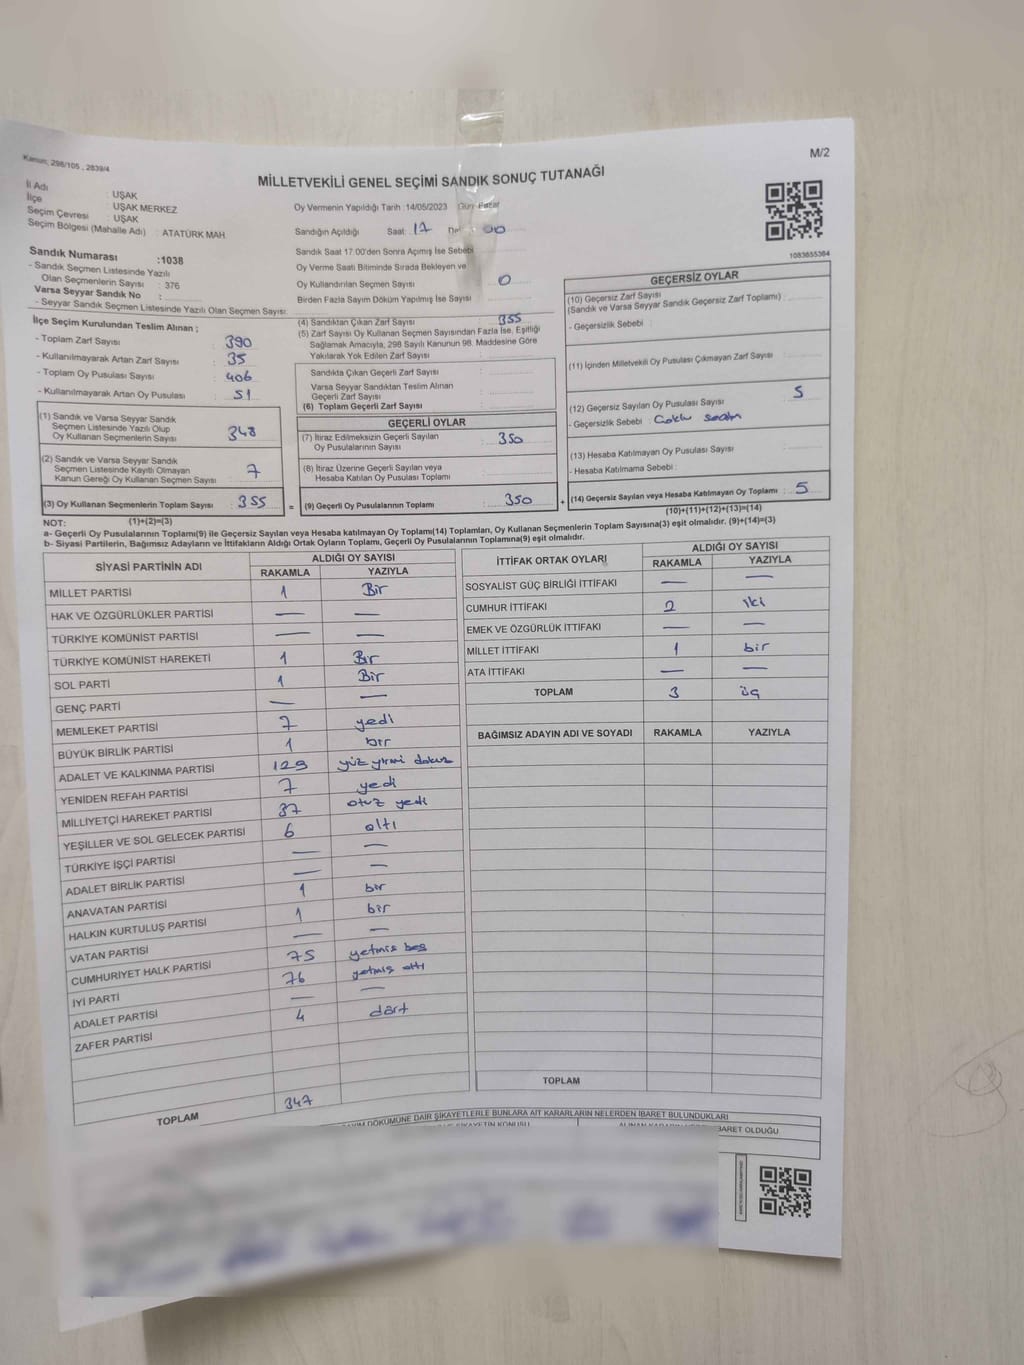 Kanun; 298/105 , 2839/4
M/2
MİLLETVEKİLİ GENEL SEÇİMİ SANDIK SONUÇ TUTANAĞI
İl Adı : UŞAK
İlçe : UŞAK MERKEZ
Seçim Çevresi : UŞAK
Seçim Bölgesi (Mahalle Adı) : ATATÜRK MAH.
Sandık Numarası :1038
- Sandık Seçmen Listesinde Yazılı
Olan Seçmenlerin Sayısı : 376
Varsa Seyyar Sandık No :
- Seyyar Sandık Seçmen Listesinde Yazılı Olan Seçmen Sayısı:
Oy Vermenin Yapıldığı Tarih :14/05/2023 Gün: Pazar
Sandığın Açıldığı Saat: 17 00
Sandık Saat 17.00'den Sonra Açımış İse Sebebi
Oy Verme Saati Bitiminde Sırada Bekleyen ve
Oy Kullandırılan Seçmen Sayısı : 0
Birden Fazla Sayım Döküm Yapılmış İse Sayısı
1083655364
İlçe Seçim Kurulundan Teslim Alınan ;
- Toplam Zarf Sayısı : 390
- Kullanılmayarak Artan Zarf Sayısı : 35
- Toplam Oy Pusulası Sayısı : 406
- Kullanılmayarak Artan Oy Pusulası : 51
(1) Sandık ve Varsa Seyyar Sandık
Seçmen Listesinde Yazılı Olup
Oy Kullanan Seçmenlerin Sayısı : 348
(2) Sandık ve Varsa Seyyar Sandık
Seçmen Listesinde Kayıtlı Olmayan
Kanun Gereği Oy Kullanan Seçmen Sayısı : 7
(3) Oy Kullanan Seçmenlerin Toplam Sayısı : 355
(1)+(2)=(3)
(4) Sandıktan Çıkan Zarf Sayısı : 355
(5) Zarf Sayısı Oy Kullanan Seçmen Sayısından Fazla İse, Eşitliği
Sağlamak Amacıyla, 298 Sayılı Kanunun 98. Maddesine Göre
Yakılarak Yok Edilen Zarf Sayısı :
Sandıkta Çıkan Geçerli Zarf Sayısı :
Varsa Seyyar Sandıktan Teslim Alınan
Geçerli Zarf Sayısı :
(6) Toplam Geçerli Zarf Sayısı :
GEÇERLİ OYLAR
(7) İtiraz Edilmeksizin Geçerli Sayılan
Oy Pusulalarının Sayısı : 350
(8) İtiraz Üzerine Geçerli Sayılan veya
Hesaba Katılan Oy Pusulası Toplamı :
= (9) Geçerli Oy Pusulalarının Toplamı : 350
GEÇERSİZ OYLAR
(10) Geçersiz Zarf Sayısı
(Sandık ve Varsa Seyyar Sandık Geçersiz Zarf Toplamı) :
- Geçersizlik Sebebi :
(11) İçinden Milletvekili Oy Pusulası Çıkmayan Zarf Sayısı :
(12) Geçersiz Sayılan Oy Pusulası Sayısı : 5
- Geçersizlik Sebebi : Çoklu
(13) Hesaba Katılmayan Oy Pusulası Sayısı :
- Hesaba Katılmama Sebebi :
+ (14) Geçersiz Sayılan veya Hesaba Katılmayan Oy Toplamı : 5
(10)+(11)+(12)+(13)=(14)
NOT:
a- Geçerli Oy Pusulalarının Toplamı(9) ile Geçersiz Sayılan veya Hesaba katılmayan Oy Toplamı(14) Toplamları, Oy Kullanan Seçmenlerin Toplam Sayısına(3) eşit olmalıdır. (9)+(14)=(3)
b- Siyasi Partilerin, Bağımsız Adayların ve İttifakların Aldığı Ortak Oyların Toplamı, Geçerli Oy Pusulalarının Toplamına(9) eşit olmalıdır.
SİYASİ PARTİNİN ADI ALDIĞI OY SAYISI
RAKAMLA YAZIYLA
MİLLET PARTİSİ 1 Bir
HAK VE ÖZGÜRLÜKLER PARTİSİ — —
TÜRKİYE KOMÜNİST PARTİSİ — —
TÜRKİYE KOMÜNİST HAREKETİ 1 Bir
SOL PARTİ 1 Bir
GENÇ PARTİ — —
MEMLEKET PARTİSİ 7 yedi
BÜYÜK BİRLİK PARTİSİ 1 bir
ADALET VE KALKINMA PARTİSİ 129 yüz yirmi dokuz
YENİDEN REFAH PARTİSİ 7 yedi
MİLLİYETÇİ HAREKET PARTİSİ 37 otuz yedi
YEŞİLLER VE SOL GELECEK PARTİSİ 6 altı
TÜRKİYE İŞÇİ PARTİSİ — —
ADALET BİRLİK PARTİSİ — —
ANAVATAN PARTİSİ 1 bir
HALKIN KURTULUŞ PARTİSİ 1 bir
VATAN PARTİSİ — —
CUMHURİYET HALK PARTİSİ 75 yetmiş beş
İYİ PARTİ 76 yetmiş altı
ADALET PARTİSİ — —
ZAFER PARTİSİ 4 dört
TOPLAM 347
İTTİFAK ORTAK OYLARI ALDIĞI OY SAYISI
RAKAMLA YAZIYLA
SOSYALİST GÜÇ BİRLİĞİ İTTİFAKI — —
CUMHUR İTTİFAKI 2 iki
EMEK VE ÖZGÜRLÜK İTTİFAKI — —
MİLLET İTTİFAKI 1 bir
ATA İTTİFAKI — —
TOPLAM 3 üç
BAĞIMSIZ ADAYIN ADI VE SOYADI RAKAMLA YAZIYLA
TOPLAM
DÖKÜMÜNE DAİR ŞİKAYETLERLE BUNLARA AİT KARARLARIN NELERDEN İBARET BULUNDUKLARI
İBARET OLDUĞU